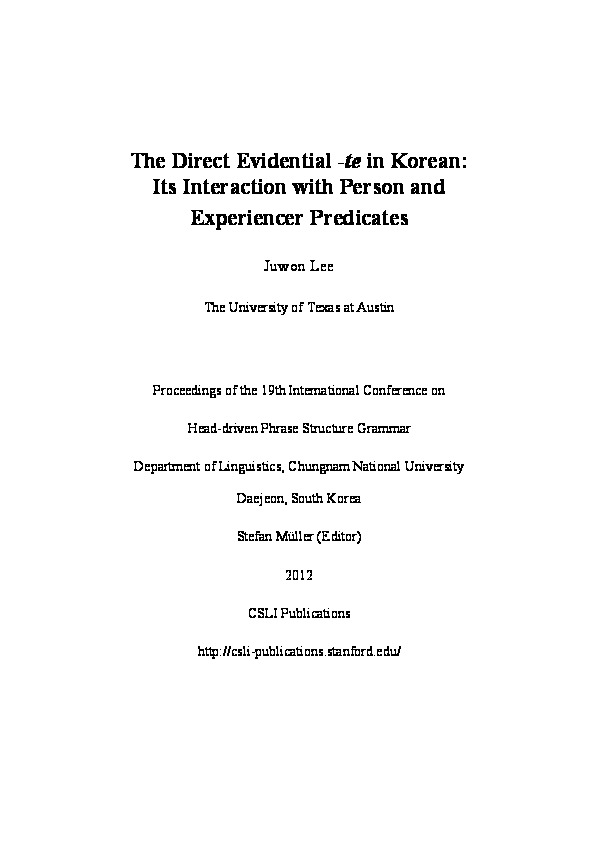 The Direct Evidential -te in Korean:
Its Interaction with Person and
Experiencer Predicates
Juwon Lee
The University of Texas at Austin
Proceedings of the 19th International Conference on
Head-driven Phrase Structure Grammar
Department of Linguistics, Chungnam National University
Daejeon, South Korea
Stefan Müller (Editor)
2012
CSLI Publications
http://csli-publications.stanford.edu/